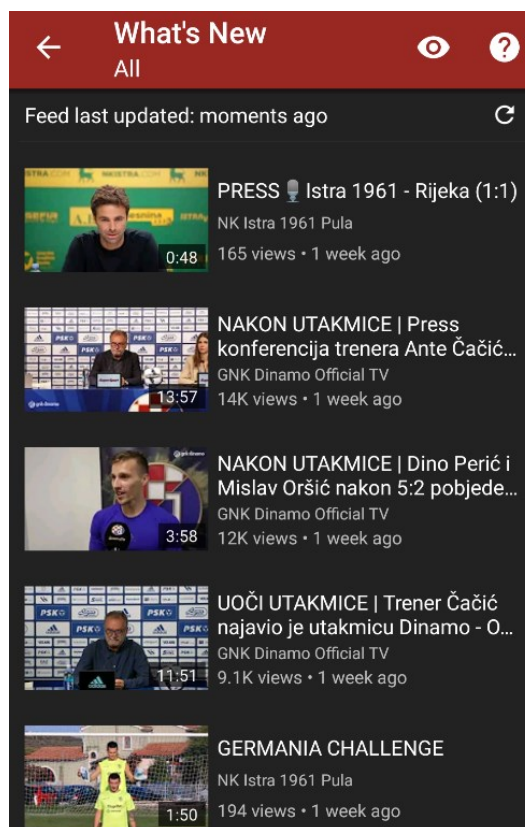 What's New
All
Feed last updated: moments ago
PRESS🎙️Istra 1961 - Rijeka (1:1)
NK Istra 1961 Pula
0:48
165 views • 1 week ago
NAKON UTAKMICE | Press
konferencija trenera Ante Čačić...
GNK Dinamo Official TV
13:57
14K views • 1 week ago
NAKON UTAKMICE | Dino Perić i
Mislav Oršić nakon 5:2 pobjede...
GNK Dinamo Official TV
3:58
12K views • 1 week ago
UOČI UTAKMICE | Trener Čačić
najavio je utakmicu Dinamo - O...
GNK Dinamo Official TV
11:51
9.1K views • 1 week ago
GERMANIA CHALLENGE
NK Istra 1961 Pula
1:50
194 views • 1 week ago